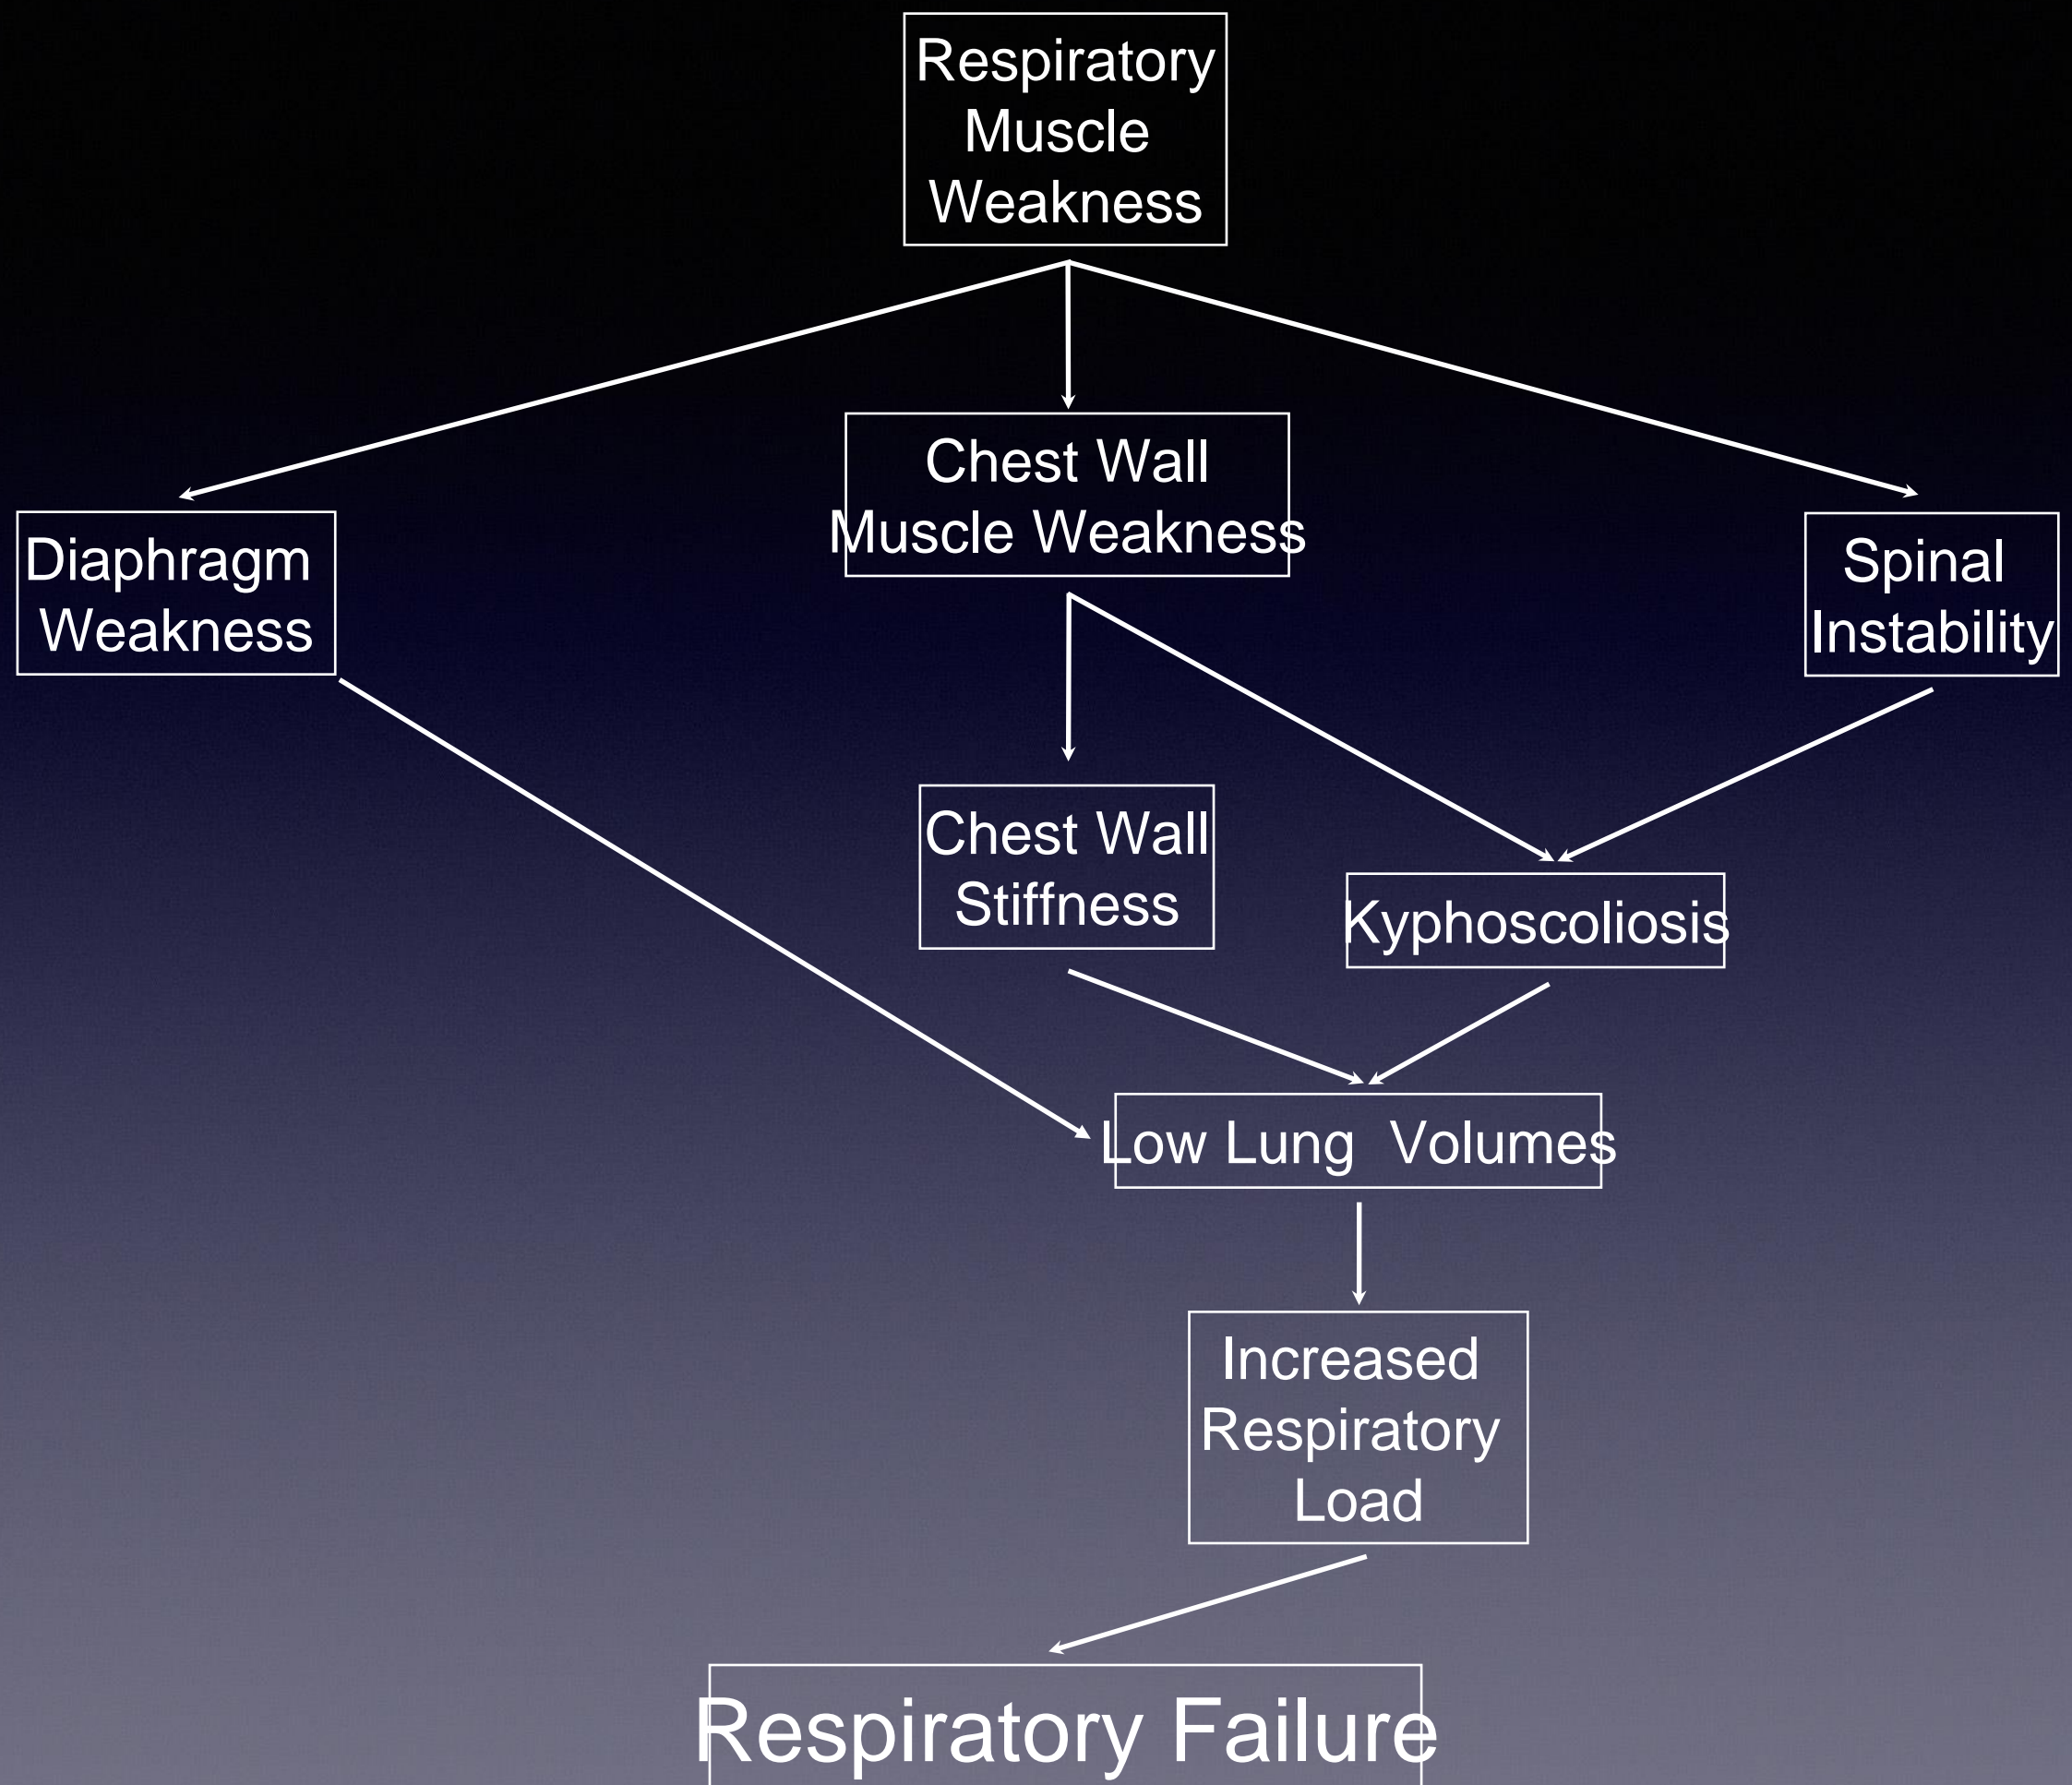 Respiratory
Muscle
Weakness
Chest Wall
Muscle Weakness
Diaphragm
Weakness
Spinal
Instability
Chest Wall
Stiffness
Kyphoscoliosis
Low Lung Volumes
Increased
Respiratory
Load
Respiratory Failure